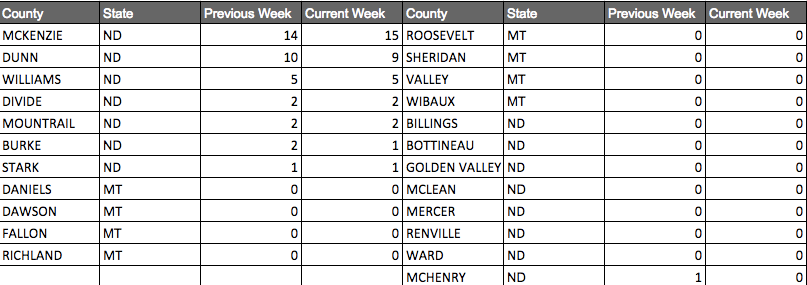 County State Previous Week Current Week County State Previous Week Current Week
MCKENZIE ND 14 15 ROOSEVELT MT 0 0
DUNN ND 10 9 SHERIDAN MT 0 0
WILLIAMS ND 5 5 VALLEY MT 0 0
DIVIDE ND 2 2 WIBAUX MT 0 0
MOUNTRAIL ND 2 2 BILLINGS ND 0 0
BURKE ND 2 1 BOTTINEAU ND 0 0
STARK ND 1 1 GOLDEN VALLEY ND 0 0
DANIELS MT 0 0 MCLEAN ND 0 0
DAWSON MT 0 0 MERCER ND 0 0
FALLON MT 0 0 RENVILLE ND 0 0
RICHLAND MT 0 0 WARD ND 0 0
MCHENRY ND 1 0